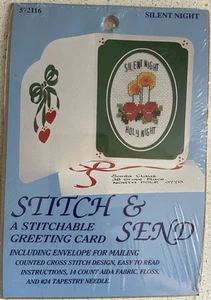 872116
SILENT NIGHT
SILENT NIGHT
HOLY NIGHT
Santa Claus
NORTH POLE
STITCH &
SEND
A STITCHABLE
GREETING CARD
INCLUDING ENVELOPE FOR MAILING
COUNTED CROSS STITCH DESIGN, EASY TO READ
INSTRUCTIONS, 14 COUNT AIDA FABRIC, FLOSS,
AND #24 TAPESTRY NEEDLE.